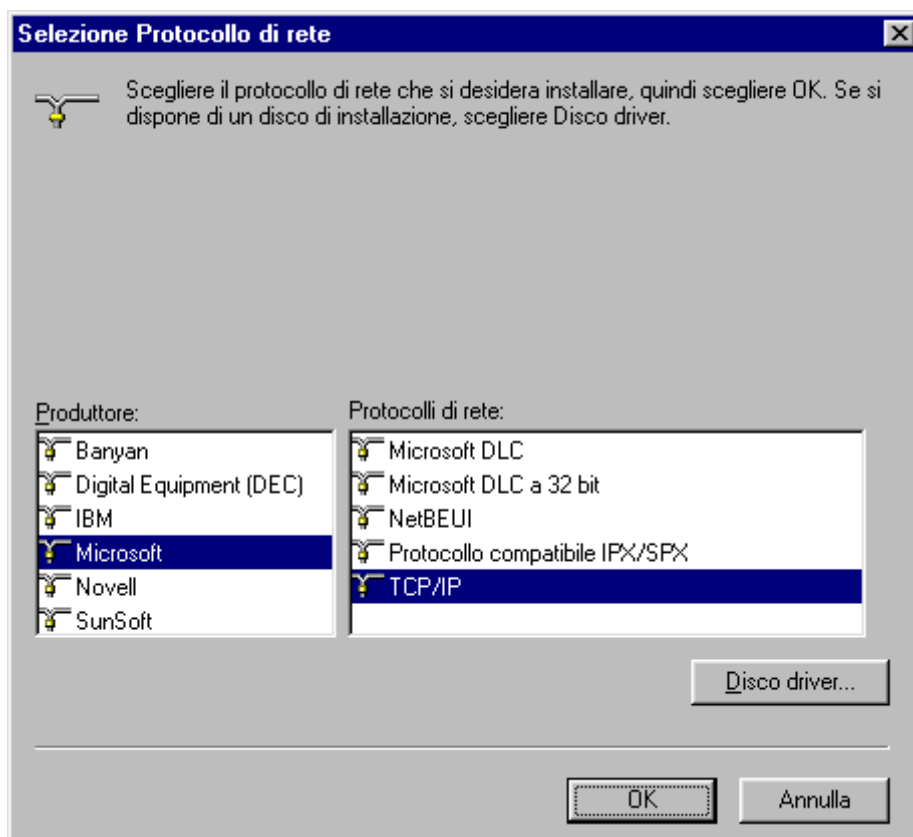 Selezione Protocollo di rete
Scegliere il protocollo di rete che si desidera installare, quindi scegliere OK. Se si
dispone di un disco di installazione, scegliere Disco driver.
Produttore:
Banyan
Digital Equipment (DEC)
IBM
Microsoft
Novell
SunSoft
Protocolli di rete:
Microsoft DLC
Microsoft DLC a 32 bit
NetBEUI
Protocollo compatibile IPX/SPX
TCP/IP
Disco driver...
OK
Annulla